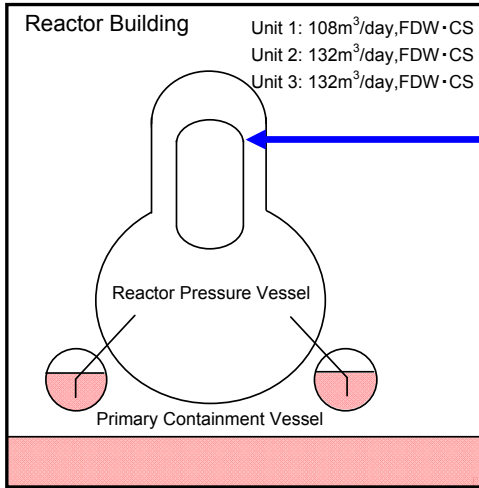 Reactor Building
Unit 1: 108m³/day,FDW・CS
Unit 2: 132m³/day,FDW・CS
Unit 3: 132m³/day,FDW・CS
Reactor Pressure Vessel
Primary Containment Vessel